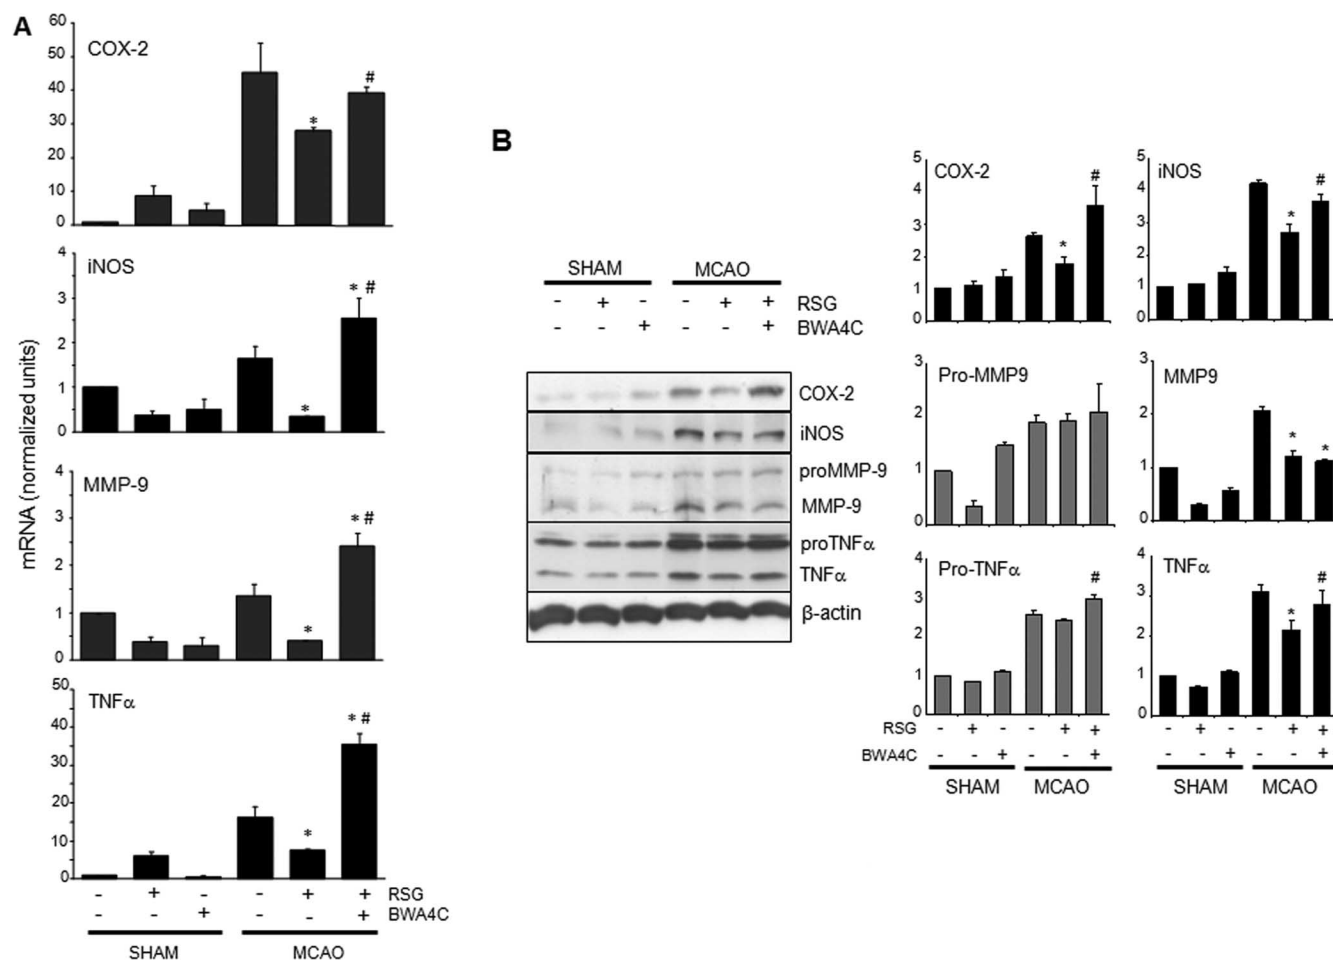 A
mRNA (normalized units)
COX-2
60
50
40
30
20
10
0
*
#
iNOS
4
3
2
1
0
*
* #
MMP-9
4
3
2
1
0
*
* #
TNFα
50
40
30
20
10
0
*
* #
- + - - + + RSG
- - + - - + BWA4C
SHAM MCAO
B
SHAM MCAO
- + - - + + RSG
- - + - - + BWA4C
COX-2
iNOS
proMMP-9
MMP-9
proTNFα
TNFα
β-actin
COX-2
5
4
3
2
1
0
*
#
iNOS
5
4
3
2
1
0
*
#
Pro-MMP9
3
2
1
0
MMP9
3
2
1
0
*
*
Pro-TNFα
4
3
2
1
0
#
TNFα
4
3
2
1
0
*
#
RSG - + - - + + - + - - + +
BWA4C - - + - - + - - + - - +
SHAM MCAO SHAM MCAO